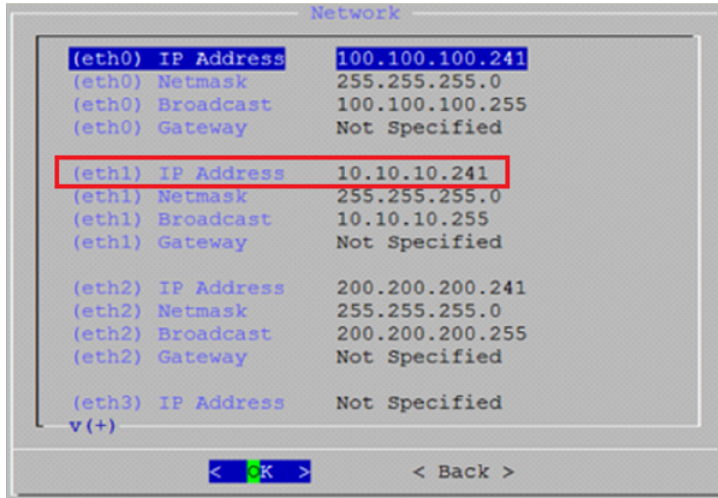 Network
(eth0) IP Address 100.100.100.241
(eth0) Netmask 255.255.255.0
(eth0) Broadcast 100.100.100.255
(eth0) Gateway Not Specified
(eth1) IP Address 10.10.10.241
(eth1) Netmask 255.255.255.0
(eth1) Broadcast 10.10.10.255
(eth1) Gateway Not Specified
(eth2) IP Address 200.200.200.241
(eth2) Netmask 255.255.255.0
(eth2) Broadcast 200.200.200.255
(eth2) Gateway Not Specified
(eth3) IP Address Not Specified
v(+)
< OK > < Back >